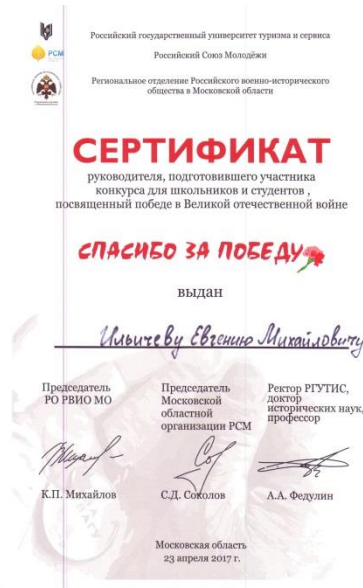 Российский государственный университет туризма и сервиса
РСМ
Российский Союз Молодёжи
Региональное отделение Российского военно-исторического
общества в Московской области
СЕРТИФИКАТ
руководителя, подготовившего участника
конкурса для школьников и студентов ,
посвященный победе в Великой отечественной войне
СПАСИБО ЗА ПОБЕДУ
выдан
Ильичеву Евгению Михайловичу
Председатель
РО РВИО МО
Председатель
Московской
областной
организации РСМ
Ректор РГУТИС,
доктор
исторических наук,
профессор
К.П. Михайлов
С.Д. Соколов
А.А. Федулин
Московская область
23 апреля 2017 г.